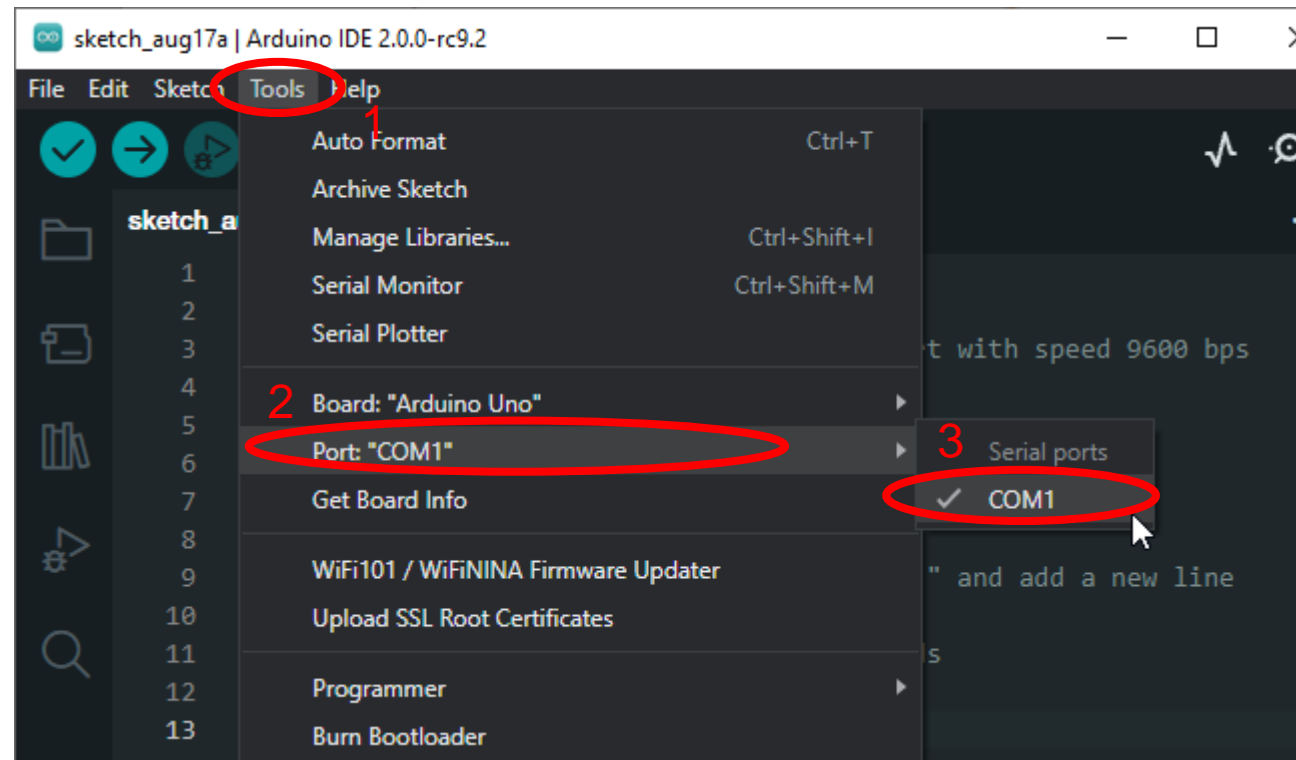 sketch_aug17a | Arduino IDE 2.0.0-rc9.2
File Edit Sketch Tools Help
1
Auto Format Ctrl+T
Archive Sketch
sketch_a
Manage Libraries... Ctrl+Shift+I
1
Serial Monitor Ctrl+Shift+M
2
Serial Plotter
3 t with speed 9600 bps
4
2 Board: "Arduino Uno"
5
Port: "COM1" 3 Serial ports
6
Get Board Info COM1
7
8
WiFi101 / WiFiNINA Firmware Updater
9 " and add a new line
10 Upload SSL Root Certificates
11 s
12 Programmer
13 Burn Bootloader